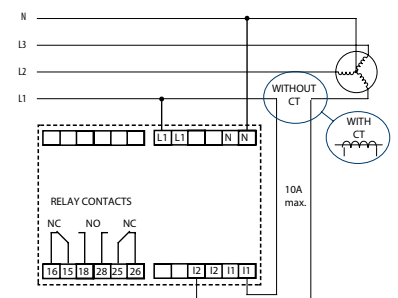 N
L3
L2
L1
WITHOUT
CT
WITH
CT
L1 L1 N N
10A
max.
RELAY CONTACTS
NC NO NC
16 15 18 28 25 26 I2 I2 I1 I1